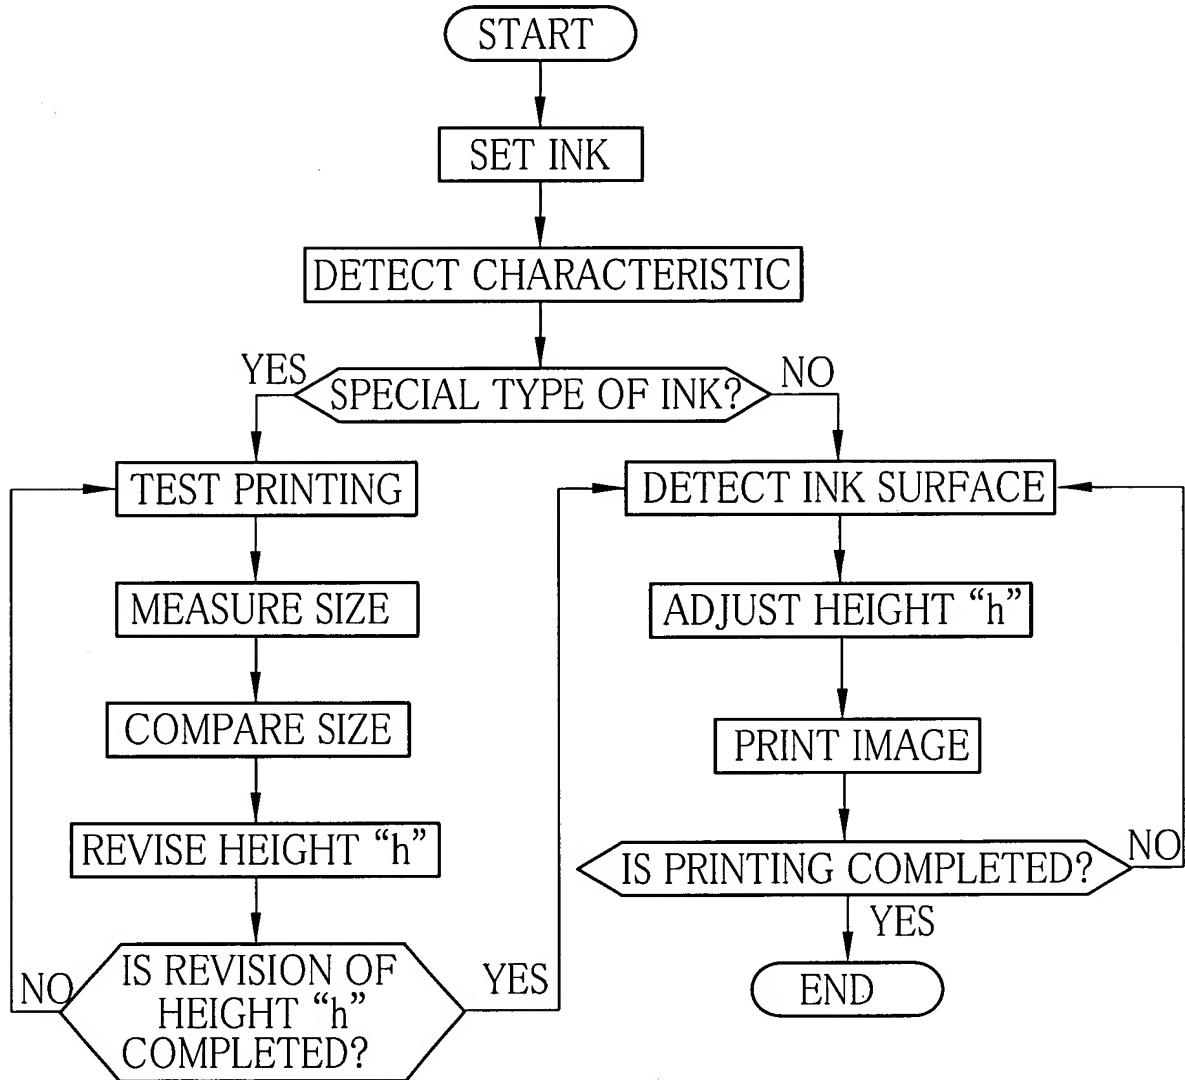 START
SET INK
DETECT CHARACTERISTIC
YES
SPECIAL TYPE OF INK?
NO
TEST PRINTING
MEASURE SIZE
COMPARE SIZE
REVISE HEIGHT “h”
NO
IS REVISION OF
HEIGHT “h”
COMPLETED?
YES
DETECT INK SURFACE
ADJUST HEIGHT “h”
PRINT IMAGE
IS PRINTING COMPLETED?
NO
YES
END